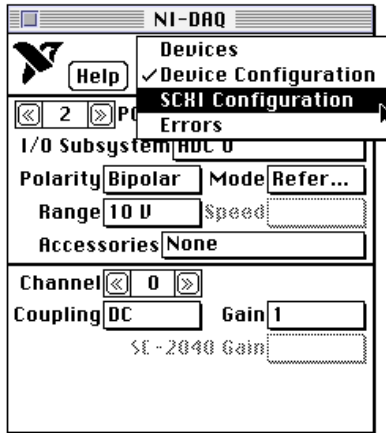 NI-DAQ
Devices
Help
✓Device Configuration
SCXI Configuration
« 2 » PC
Errors
I/O Subsystem ADC 0
Polarity Bipolar Mode Refer...
Range 10 V Speed
Accessories None
Channel « 0 »
Coupling DC Gain 1
SC-2040 Gain